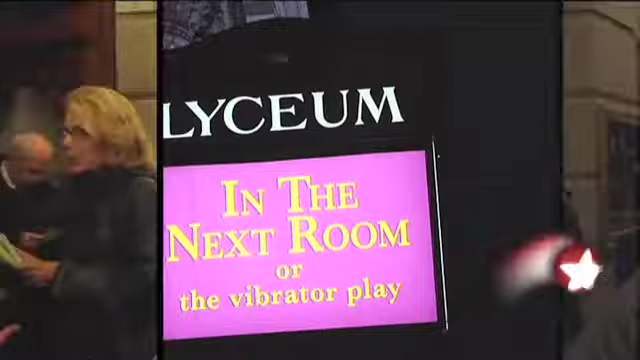 LYCEUM
IN THE
NEXT ROOM
or
the vibrator play